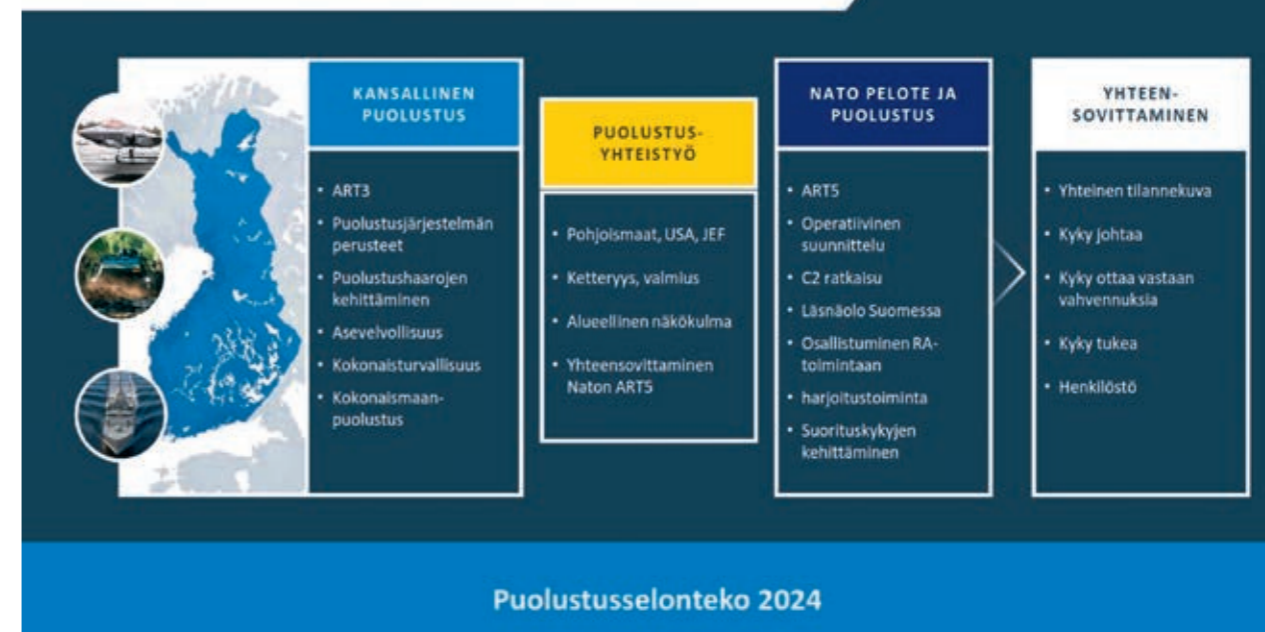 KANSALLINEN
PUOLUSTUS
• ART3
• Puolustusjärjestelmän
perusteet
• Puolustushaarojen
kehittäminen
• Asevelvollisuus
• Kokonaisturvallisuus
• Kokonaismaan-
puolustus
PUOLUSTUS-
YHTEISTYÖ
• Pohjoismaat, USA, JEF
• Ketteryys, valmius
• Alueellinen näkökulma
• Yhteensovittaminen
Naton ART5
NATO PELOTE JA
PUOLUSTUS
• ART5
• Operatiivinen
suunnittelu
• C2 ratkaisu
• Läsnäolo Suomessa
• Osallistuminen RA-
toimintaan
• harjoitustoiminta
• Suorituskykyjen
kehittäminen
YHTEEN-
SOVITTAMINEN
• Yhteinen tilannekuva
• Kyky johtaa
• Kyky ottaa vastaan
vahvennuksia
• Kyky tukea
• Henkilöstö
Puolustusselonteko 2024